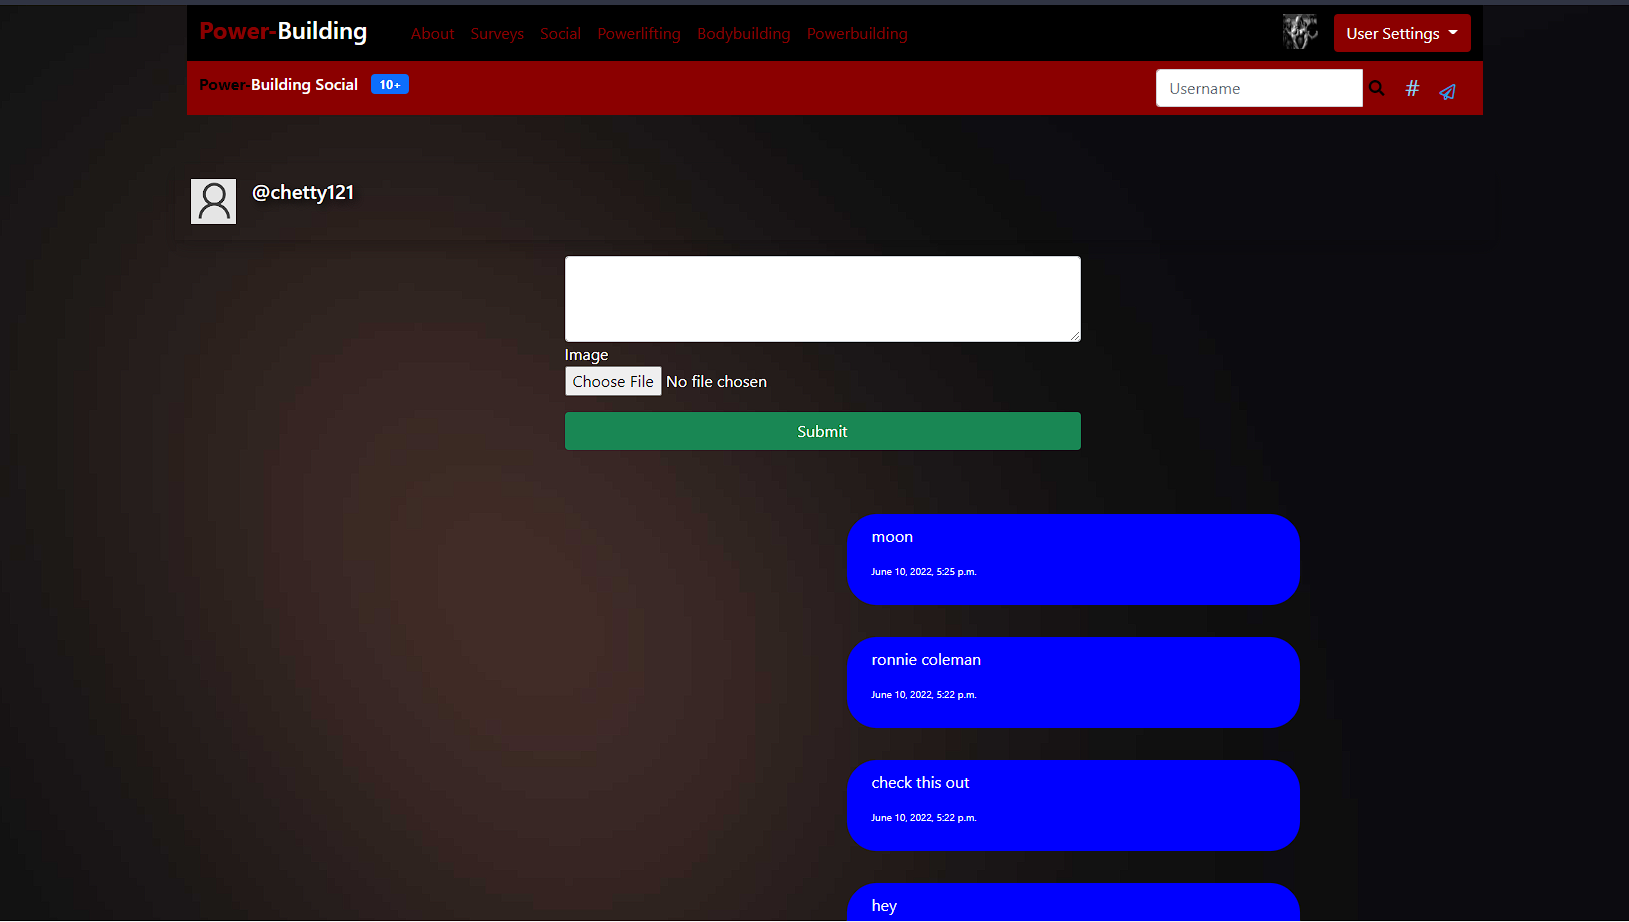 Power-Building About Surveys Social Powerlifting Bodybuilding Powerbuilding User Settings
Power-Building Social 10+ Username #
@chetty121
Image
Choose File No file chosen
Submit
moon
June 10, 2022, 5:25 p.m.
ronnie coleman
June 10, 2022, 5:22 p.m.
check this out
June 10, 2022, 5:22 p.m.
hey